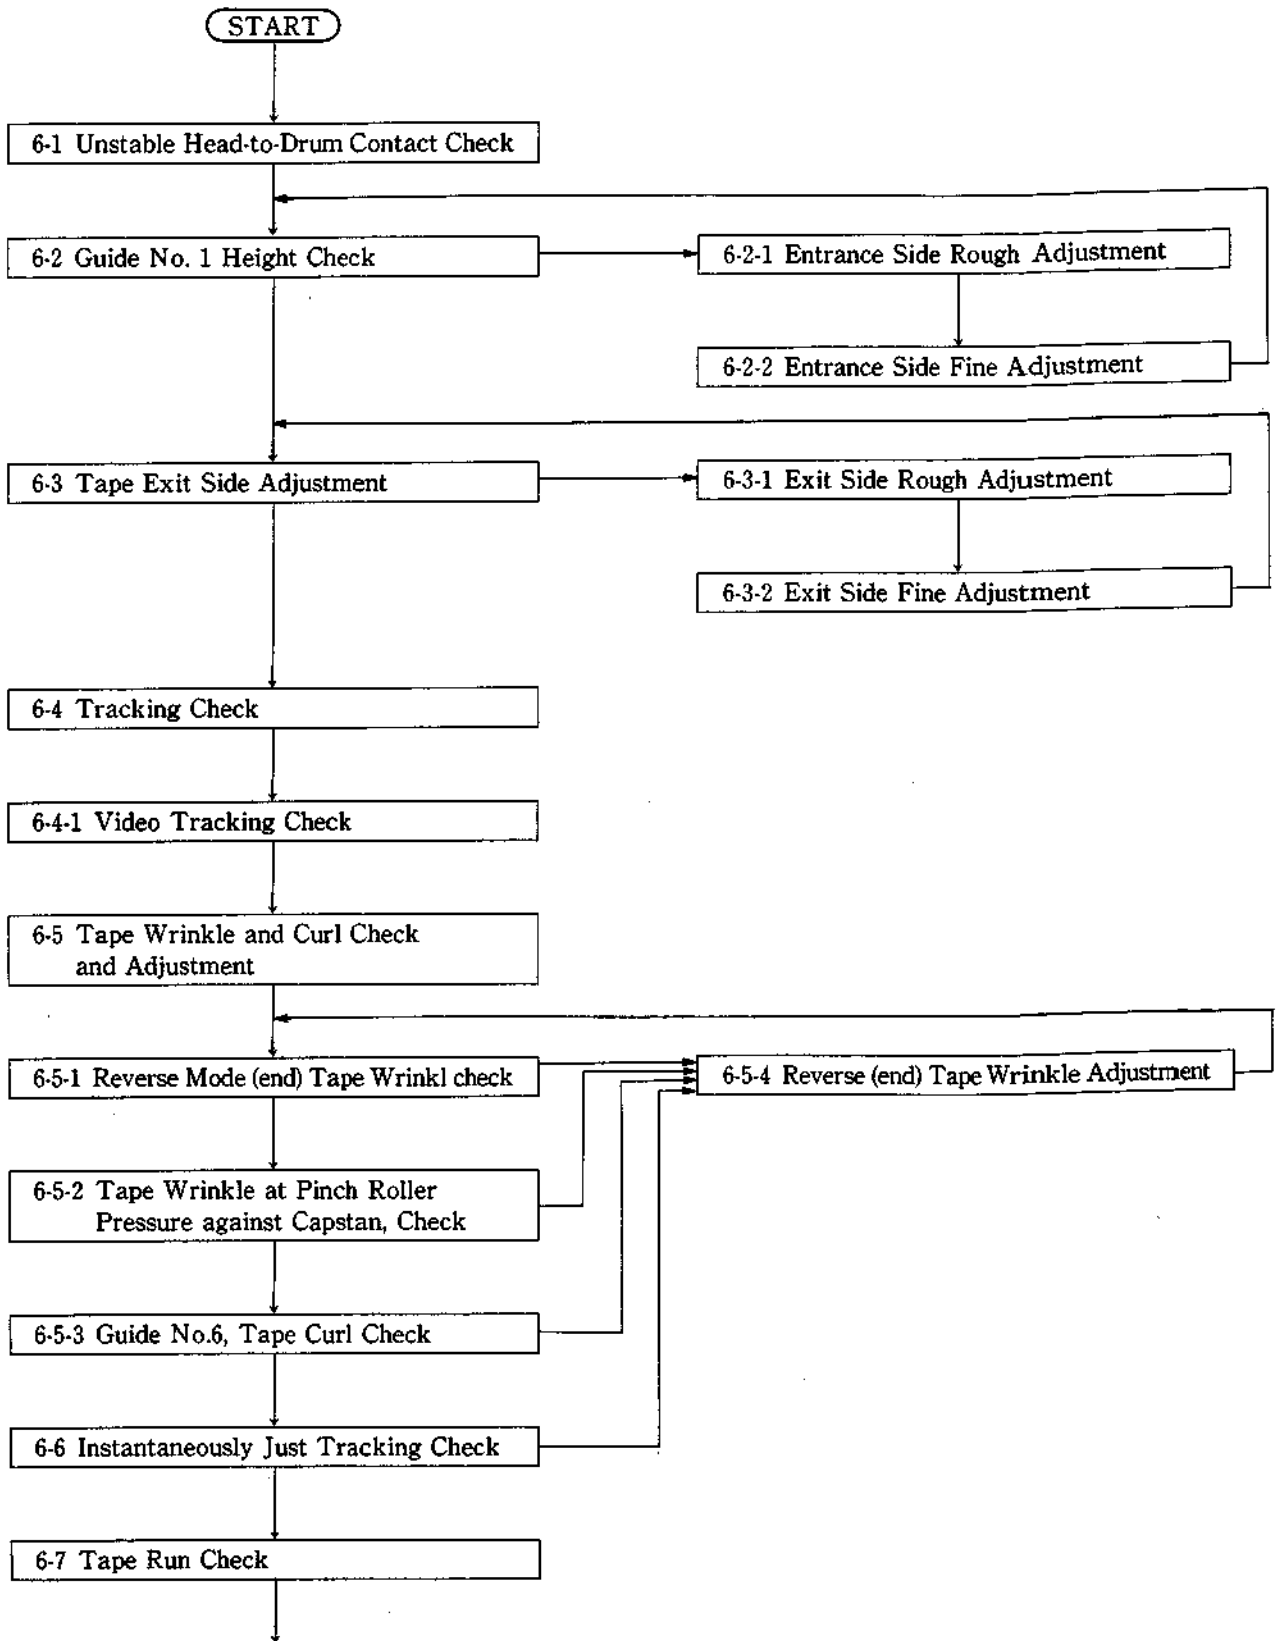 START
6-1 Unstable Head-to-Drum Contact Check
6-2 Guide No. 1 Height Check
6-2-1 Entrance Side Rough Adjustment
6-2-2 Entrance Side Fine Adjustment
6-3 Tape Exit Side Adjustment
6-3-1 Exit Side Rough Adjustment
6-3-2 Exit Side Fine Adjustment
6-4 Tracking Check
6-4-1 Video Tracking Check
6-5 Tape Wrinkle and Curl Check
and Adjustment
6-5-1 Reverse Mode (end) Tape Wrinkl check
6-5-4 Reverse (end) Tape Wrinkle Adjustment
6-5-2 Tape Wrinkle at Pinch Roller
Pressure against Capstan, Check
6-5-3 Guide No.6, Tape Curl Check
6-6 Instantaneously Just Tracking Check
6-7 Tape Run Check